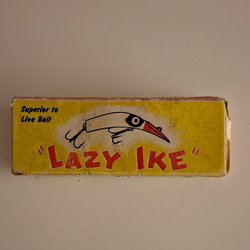 Superior to
Live Bait
"LAZY IKE"